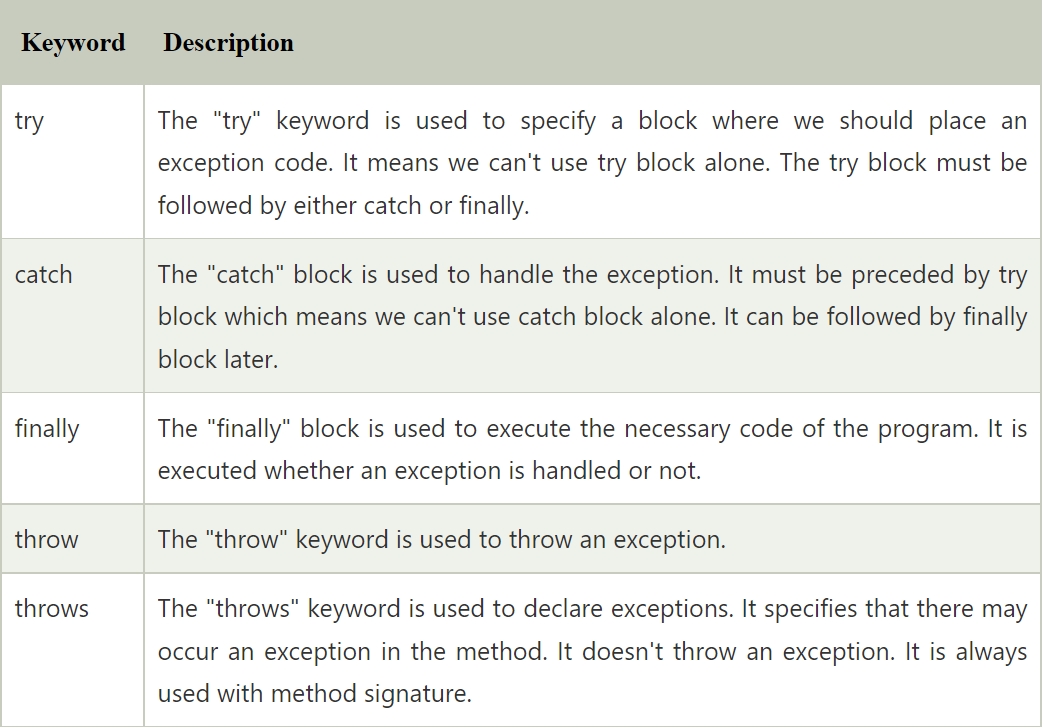 Keyword Description
try The "try" keyword is used to specify a block where we should place an
exception code. It means we can't use try block alone. The try block must be
followed by either catch or finally.
catch The "catch" block is used to handle the exception. It must be preceded by try
block which means we can't use catch block alone. It can be followed by finally
block later.
finally The "finally" block is used to execute the necessary code of the program. It is
executed whether an exception is handled or not.
throw The "throw" keyword is used to throw an exception.
throws The "throws" keyword is used to declare exceptions. It specifies that there may
occur an exception in the method. It doesn't throw an exception. It is always
used with method signature.